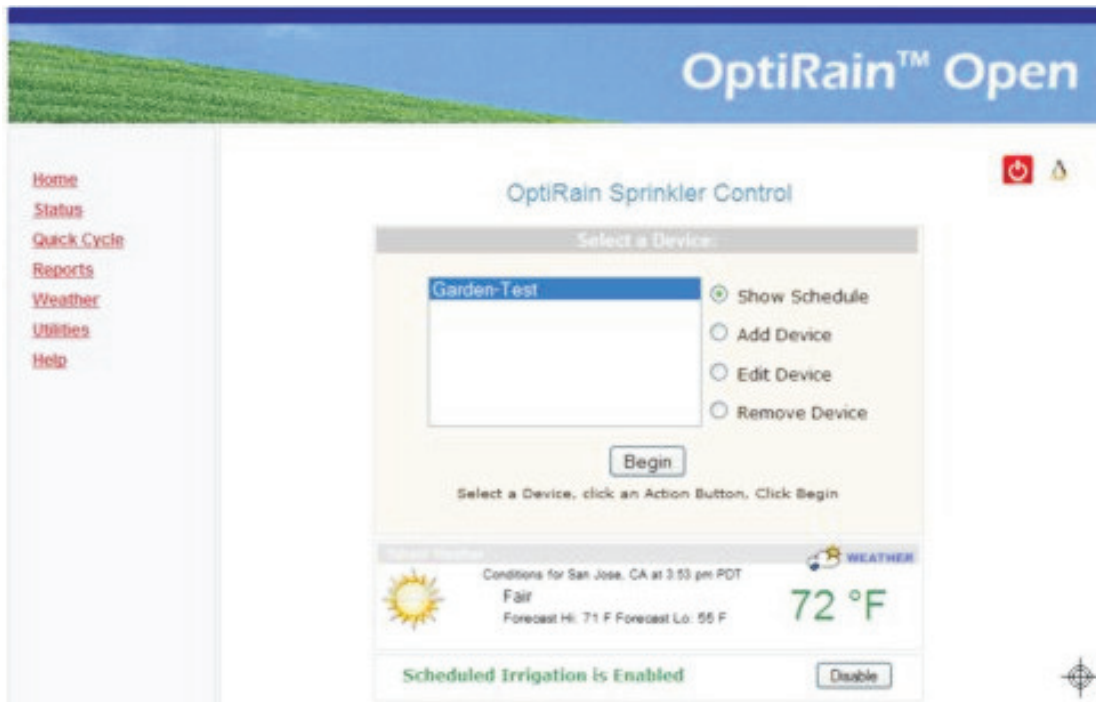 OptiRain™ Open
Home
Status
Quick Cycle
Reports
Weather
Utilities
Help
OptiRain Sprinkler Control
Select a Device:
Garden-Test
Show Schedule
Add Device
Edit Device
Remove Device
Begin
Select a Device, click an Action Button, Click Begin
Weather
WEATHER
Conditions for San Jose, CA at 3:53 pm PDT
Fair
72 °F
Forecast Hi: 71 F Forecast Lo: 55 F
Scheduled Irrigation is Enabled
Disable